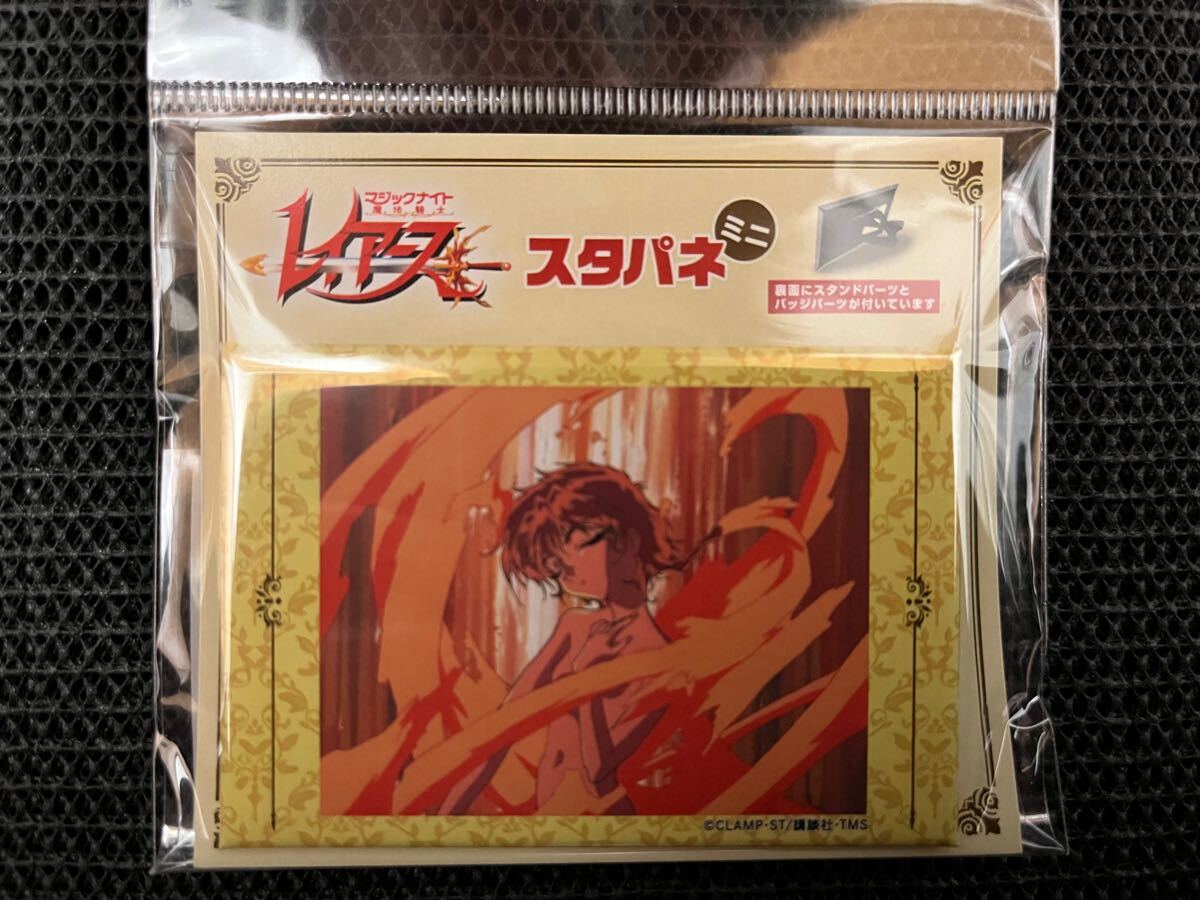 マジックナイト
魔法騎士
レイアース
スタパネ
ミニ
裏面にスタンドパーツと
バッジパーツが付いています
©CLAMP・ST/講談社・TMS